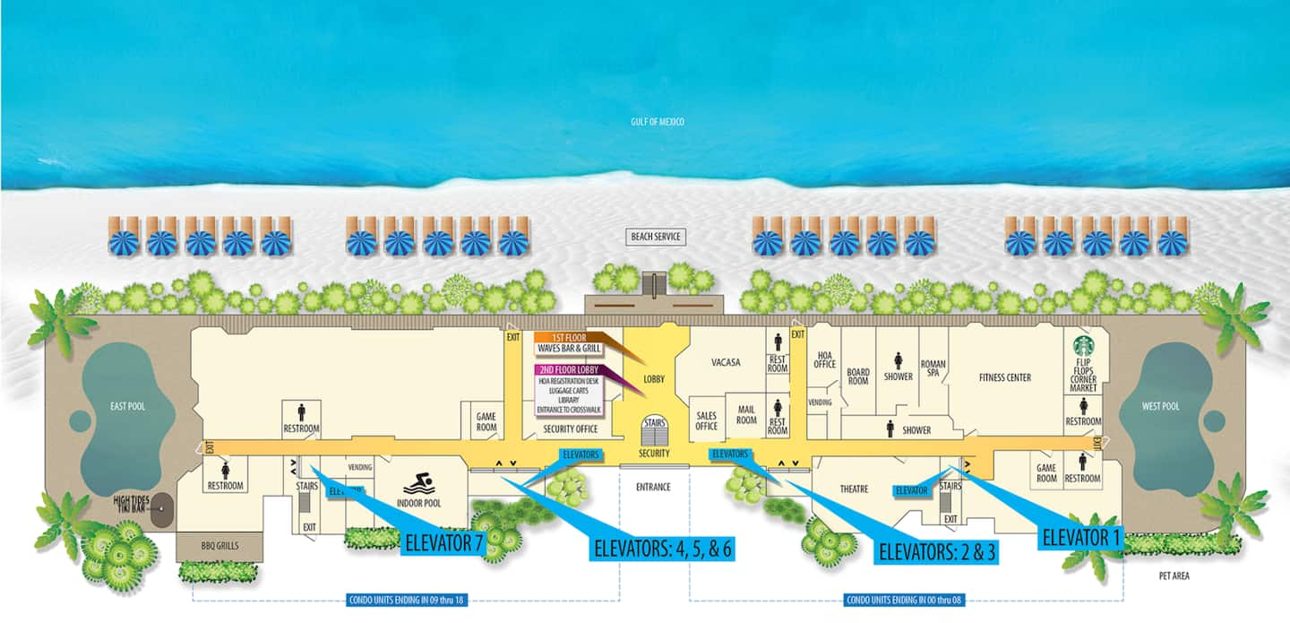 GULF OF MEXICO
BEACH SERVICE
EXIT
1ST FLOOR
WAVES BAR & GRILL
2ND FLOOR LOBBY
HOA REGISTRATION DESK
LUGGAGE CARTS
LIBRARY
ENTRANCE TO CROSSWALK
LOBBY
VACASA
REST
ROOM
EXIT
HOA
OFFICE
BOARD
ROOM
SHOWER
ROMAN
SPA
FITNESS CENTER
FLIP
FLOPS
CORNER
MARKET
EAST POOL
WEST POOL
RESTROOM
GAME
ROOM
SECURITY OFFICE
STAIRS
SALES
OFFICE
MAIL
ROOM
REST
ROOM
VENDING
SHOWER
RESTROOM
EXIT
SECURITY
EXIT
ELEVATORS
ELEVATORS
RESTROOM
STAIRS
VENDING
INDOOR POOL
ENTRANCE
THEATRE
ELEVATOR
STAIRS
GAME
ROOM
RESTROOM
HIGH TIDES
TIKI BAR
EXIT
EXIT
BBQ GRILLS
ELEVATOR 7
ELEVATORS: 4, 5, & 6
ELEVATORS: 2 & 3
ELEVATOR 1
PET AREA
CONDO UNITS ENDING IN 09 thru 18
CONDO UNITS ENDING IN 00 thru 08